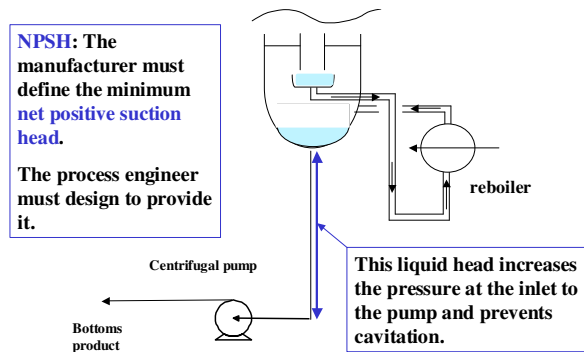 NPSH: The
manufacturer must
define the minimum
net positive suction
head.
The process engineer
must design to provide
it.
reboiler
Centrifugal pump
This liquid head increases
the pressure at the inlet to
the pump and prevents
cavitation.
Bottoms
product